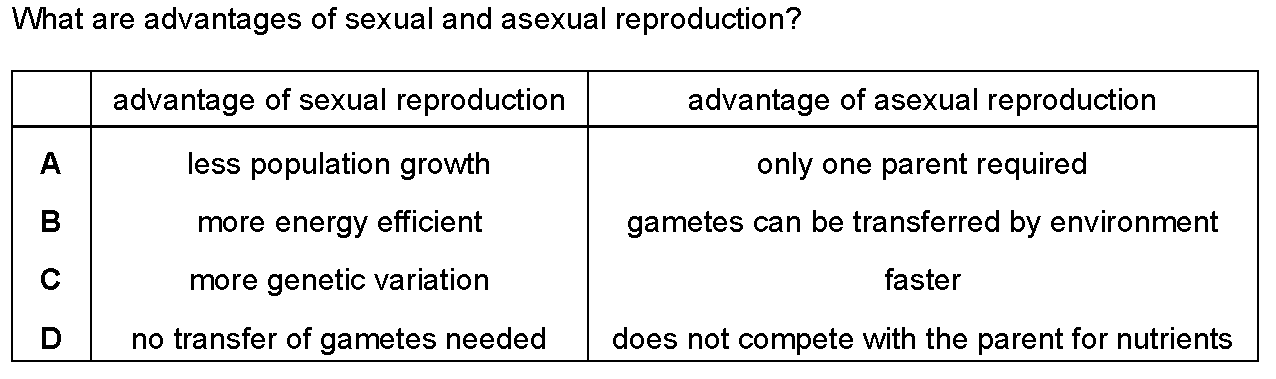 What are advantages of sexual and asexual reproduction?
advantage of sexual reproduction advantage of asexual reproduction
A less population growth only one parent required
B more energy efficient gametes can be transferred by environment
C more genetic variation faster
D no transfer of gametes needed does not compete with the parent for nutrients